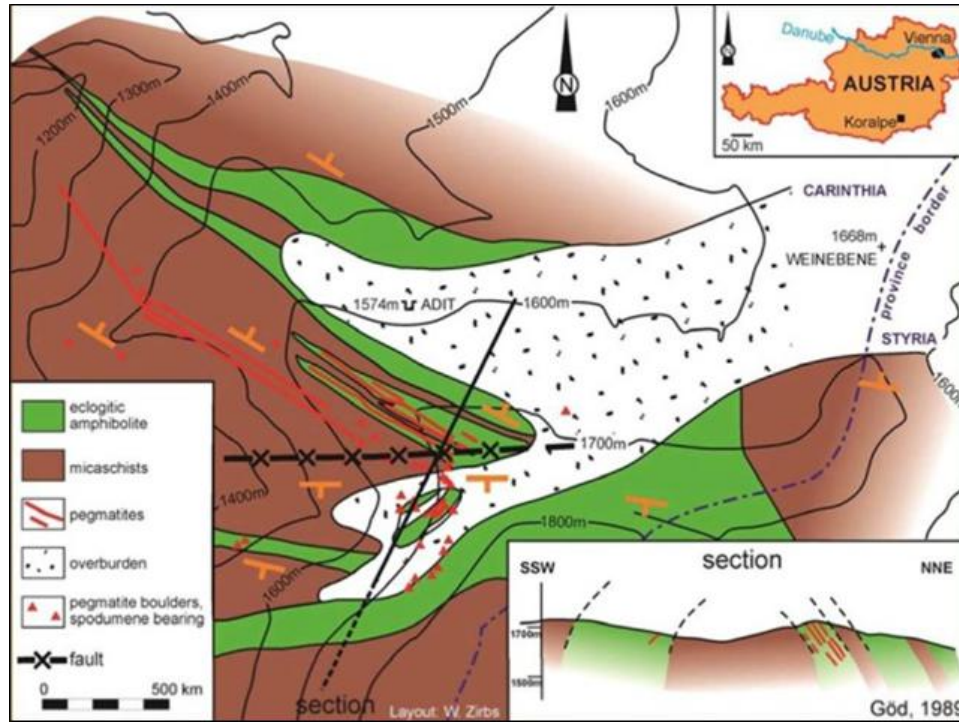 1200m
1300m
1400m
1500m
1600m
N
N
Danube
Vienna
AUSTRIA
Koralpe
50 km
CARINTHIA
1668m
WEINEBENE
province border
STYRIA
1600m
1574m
ADIT
1600m
1700m
1400m
1600m
1800m
eclogitic
amphibolite
micaschists
pegmatites
overburden
pegmatite boulders,
spodumene bearing
fault
0
500 km
section
Layout: W. Zirbs
section
SSW
NNE
1700m
1500m
Göd, 1989